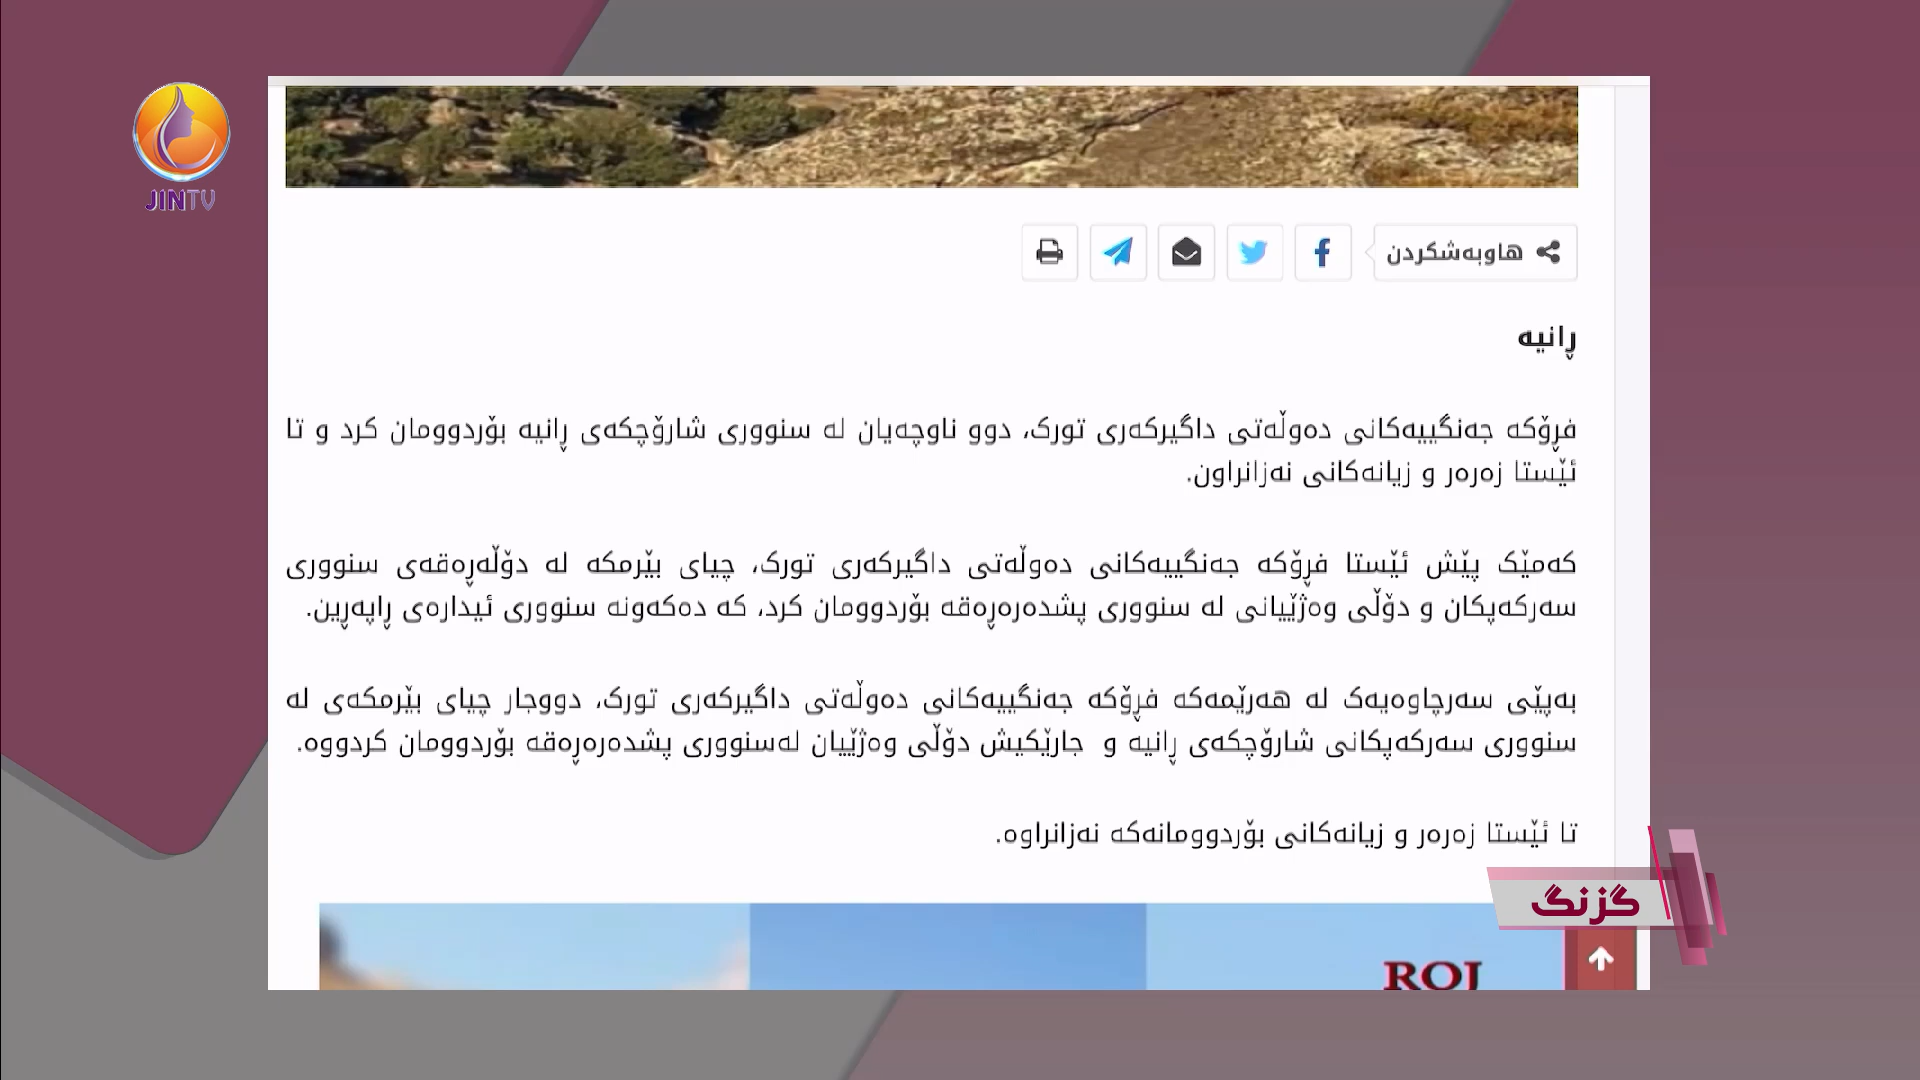 JINTV
هاوبەشکردن
ڕانیە
فڕۆکە جەنگییەکانی دەوڵەتی داگیرکەری تورک، دوو ناوچەیان لە سنووری شارۆچکەی ڕانیە بۆردوومان کرد و تا
ئێستا زەرەر و زیانەکانی نەزانراون.
کەمێک پێش ئێستا فڕۆکە جەنگییەکانی دەوڵەتی داگیرکەری تورک، چیای بێرمکە لە دۆڵەڕەقەی سنووری
سەرکەپکان و دۆڵی وەژێیانی لە سنووری پشدەرەڕەقە بۆردوومان کرد، کە دەکەونە سنووری ئیدارەی ڕاپەڕین.
بەپێی سەرچاوەیەک لە هەرێمەکە فڕۆکە جەنگییەکانی دەوڵەتی داگیرکەری تورک، دووجار چیای بێرمکەی لە
سنووری سەرکەپکانی شارۆچکەی ڕانیە و جارێکیش دۆڵی وەژێیان لەسنووری پشدەرەڕەقە بۆردوومان کردووە.
تا ئێستا زەرەر و زیانەکانی بۆردوومانەکە نەزانراوە.
گزنگ
ROJ